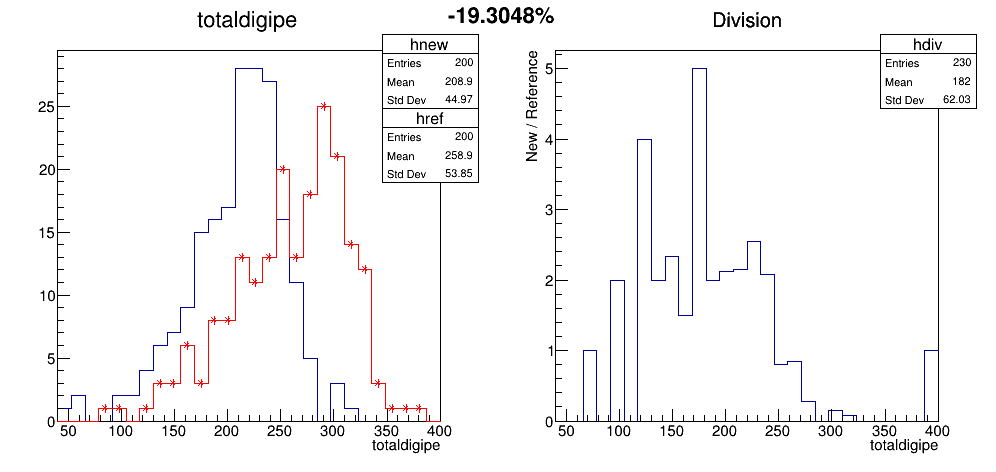 -19.3048%
totaldigipe
hnew
Entries 200
Mean 208.9
Std Dev 44.97
href
Entries 200
Mean 258.9
Std Dev 53.85
25
20
15
10
5
0
50 100 150 200 250 300 350 400
totaldigipe
Division
hdiv
Entries 230
Mean 182
Std Dev 62.03
New / Reference
5
4
3
2
1
0
50 100 150 200 250 300 350 400
totaldigipe